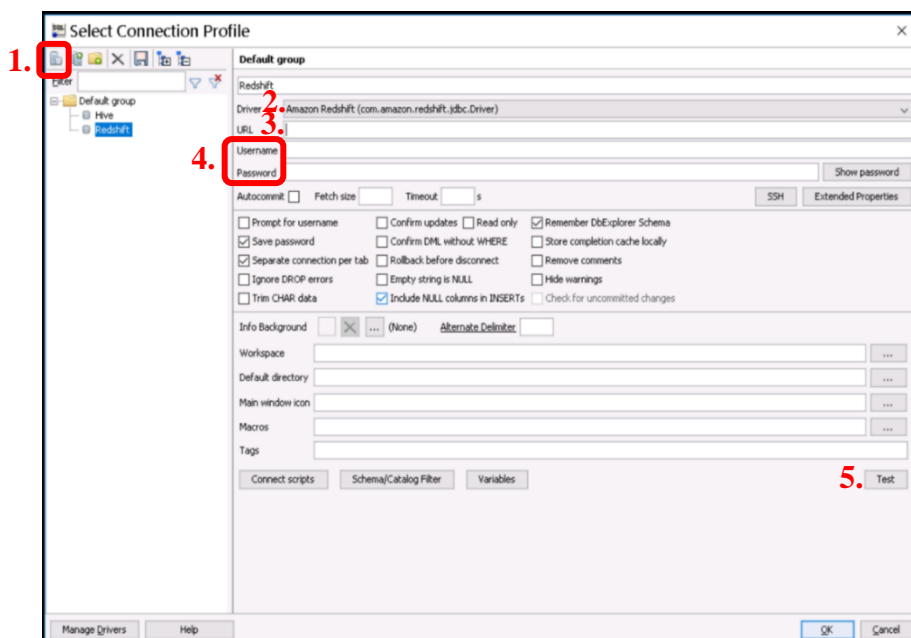 Select Connection Profile
1.
Default group
Filter
Redshift
Default group
Driver 2. Amazon Redshift (com.amazon.redshift.jdbc.Driver)
Hive
URL 3.
Redshift
Username
4.
Password Show password
Autocommit Fetch size Timeout s SSH Extended Properties
Prompt for username Confirm updates Read only Remember DbExplorer Schema
Save password Confirm DML without WHERE Store completion cache locally
Separate connection per tab Rollback before disconnect Remove comments
Ignore DROP errors Empty string is NULL Hide warnings
Trim CHAR data Include NULL columns in INSERTs Check for uncommitted changes
Info Background ... (None) Alternate Delimiter
Workspace ...
Default directory ...
Main window icon ...
Macros ...
Tags
Connect scripts Schema/Catalog Filter Variables 5. Test
Manage Drivers Help OK Cancel